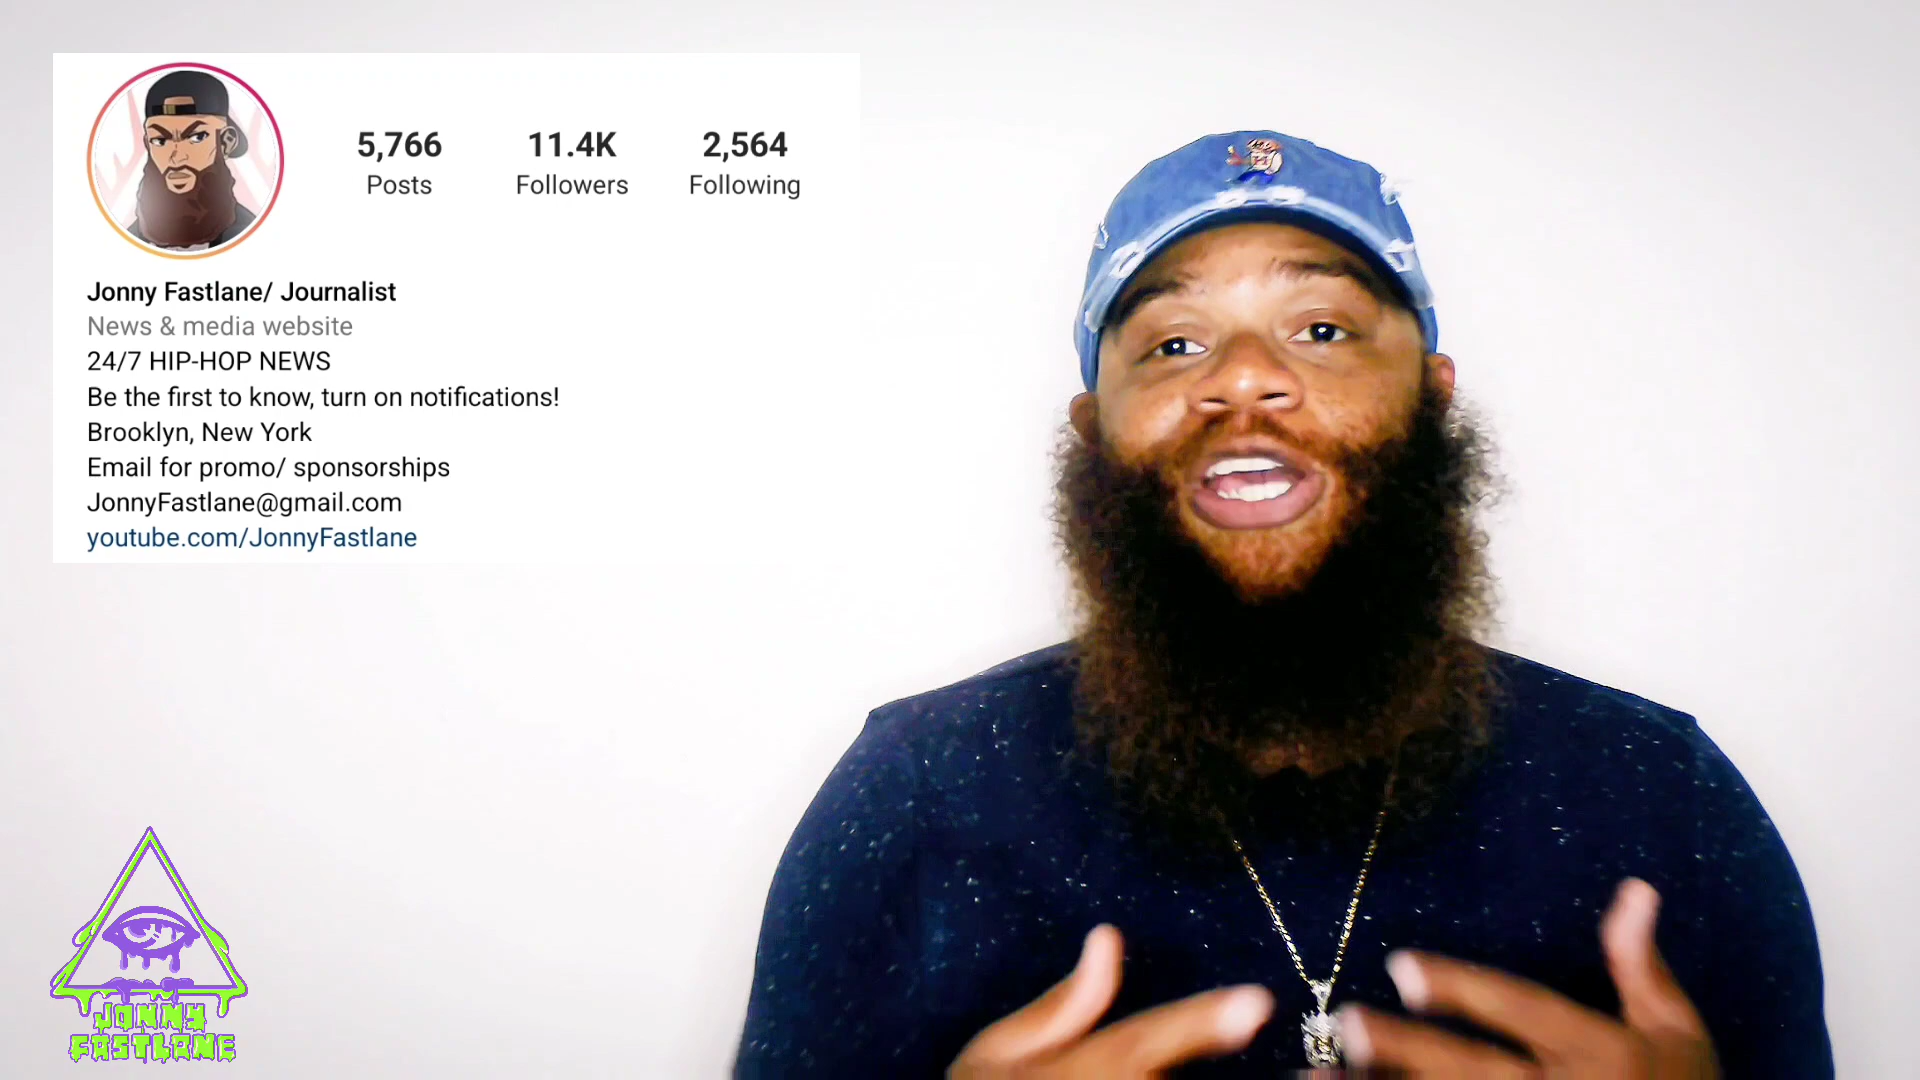 5,766 11.4K 2,564
Posts Followers Following
Jonny Fastlane/ Journalist
News & media website
24/7 HIP-HOP NEWS
Be the first to know, turn on notifications!
Brooklyn, New York
Email for promo/ sponsorships
JonnyFastlane@gmail.com
youtube.com/JonnyFastlane
JONNY
FASTLANE